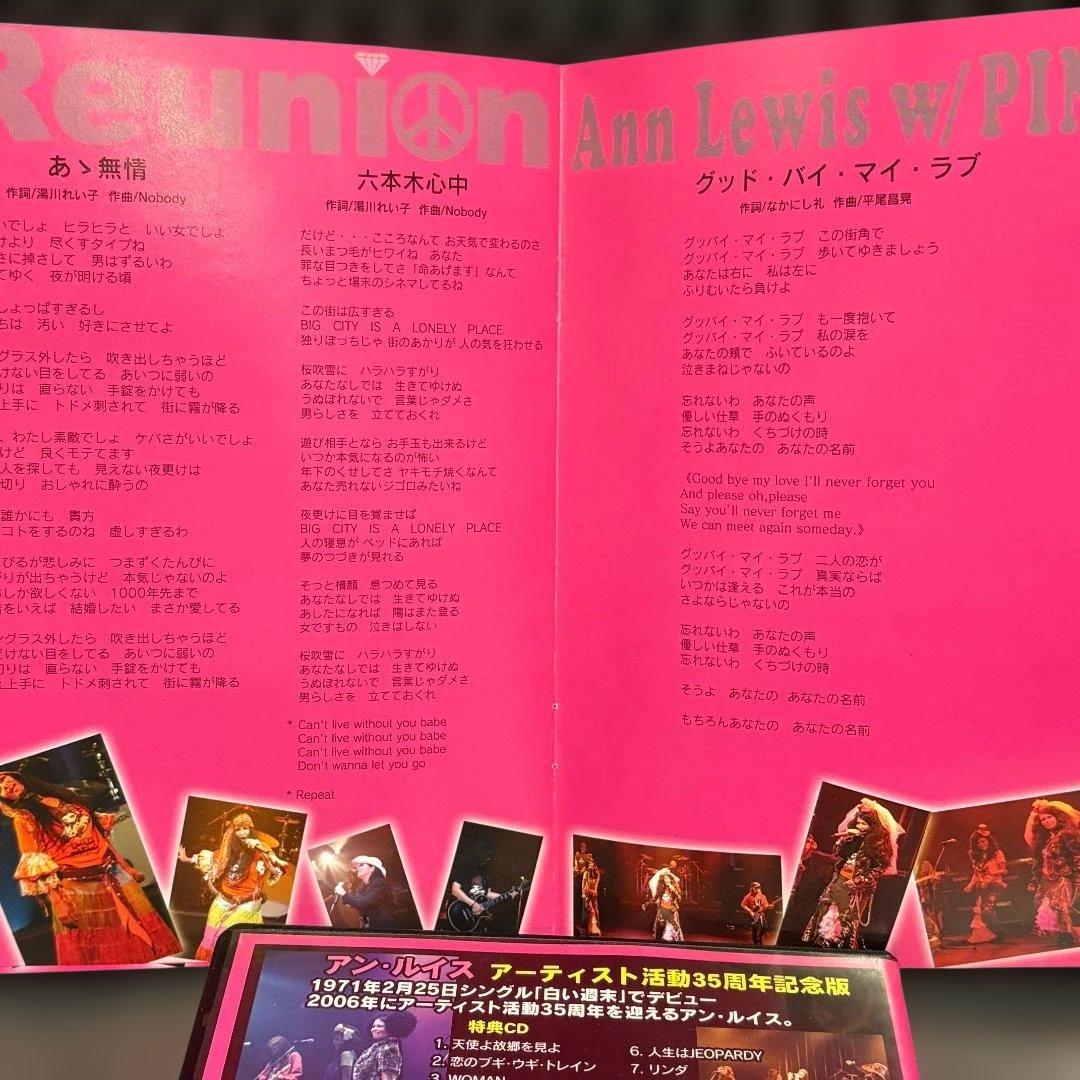 Reunion
Ann Lewis w/PIN
あゝ無情
作詞/湯川れい子 作曲/Nobody
いでしょ ヒラヒラと いい女でしょ
けより 尽くすタイプね
さに掉さして 男はずるいわ
てゆく 夜が明ける頃
しょっぱすぎるし
ちは 汚い 好きにさせてよ
グラス外したら 吹き出しちゃうほど
けない目をしてる あいつに弱いの
りは 直らない 手錠をかけても
上手に トドメ刺されて 街に霧が降る
、わたし素敵でしょ ケバさがいいでしょ
けど 良くモテてます
人を探しても 見えない夜更けは
切り おしゃれに酔うの
誰かにも 貴方
コトをするのね 虚しすぎるわ
びるが悲しみに つまずくたんびに
がりが出ちゃうけど 本気じゃないのよ
しか欲しくない 1000年先まで
をいえば 結婚したい まさか愛してる
ングラス外したら 吹き出しちゃうほど
けない目をしてる あいつに弱いの
切りは 直らない 手錠をかけても
上手に トドメ刺されて 街に霧が降る
六本木心中
作詞/湯川れい子 作曲/Nobody
だけど・・・こころなんて お天気で変わるのさ
長いまつ毛がヒワイね あなた
罪な目つきをしてさ「命あげます」なんて
ちょっと場末のシネマしてるね
この街は広すぎる
BIG CITY IS A LONELY PLACE
独りぼっちじゃ 街のあかりが 人の気を狂わせる
桜吹雪に ハラハラすがり
あなたなしでは 生きてゆけぬ
うぬぼれないで 言葉じゃダメさ
男らしさを 立てておくれ
遊び相手となら お手玉も出来るけど
いつか本気になるのが怖い
年下のくせしてさ ヤキモチ焼くなんて
あなた売れないジゴロみたいね
夜更けに目を覚ませば
BIG CITY IS A LONELY PLACE
人の寝息が ベッドにあれば
夢のつづきが見れる
そっと横顔 息つめて見る
あなたなしでは 生きてゆけぬ
あしたになれば 陽はまた登る
女ですもの 泣きはしない
桜吹雪に ハラハラすがり
あなたなしでは 生きてゆけぬ
うぬぼれないで 言葉じゃダメさ
男らしさを 立てておくれ
* Can't live without you babe
Can't live without you babe
Can't live without you babe
Don't wanna let you go
* Repeat
グッド・バイ・マイ・ラブ
作詞/なかにし礼 作曲/平尾昌晃
グッバイ・マイ・ラブ この街角で
グッバイ・マイ・ラブ 歩いてゆきましょう
あなたは右に 私は左に
ふりむいたら負けよ
グッバイ・マイ・ラブ も一度抱いて
グッバイ・マイ・ラブ 私の涙を
あなたの頬で ふいているのよ
泣きまねじゃないの
忘れないわ あなたの声
優しい仕草 手のぬくもり
忘れないわ くちづけの時
そうよあなたの あなたの名前
《Good bye my love I'll never forget you
And please oh,please
Say you'll never forget me
We can meet again someday.》
グッバイ・マイ・ラブ 二人の恋が
グッバイ・マイ・ラブ 真実ならば
いつかは逢える これが本当の
さよならじゃないの
忘れないわ あなたの声
優しい仕草 手のぬくもり
忘れないわ くちづけの時
そうよ あなたの あなたの名前
もちろんあなたの あなたの名前
アン・ルイス アーティスト活動35周年記念版
1971年2月25日シングル「白い週末」でデビュー
2006年にアーティスト活動35周年を迎えるアン・ルイス。
特典CD
1. 天使よ故郷を見よ
2. 恋のブギ・ウギ・トレイン
3. WOMAN
6. 人生はJEOPARDY
7. リンダ